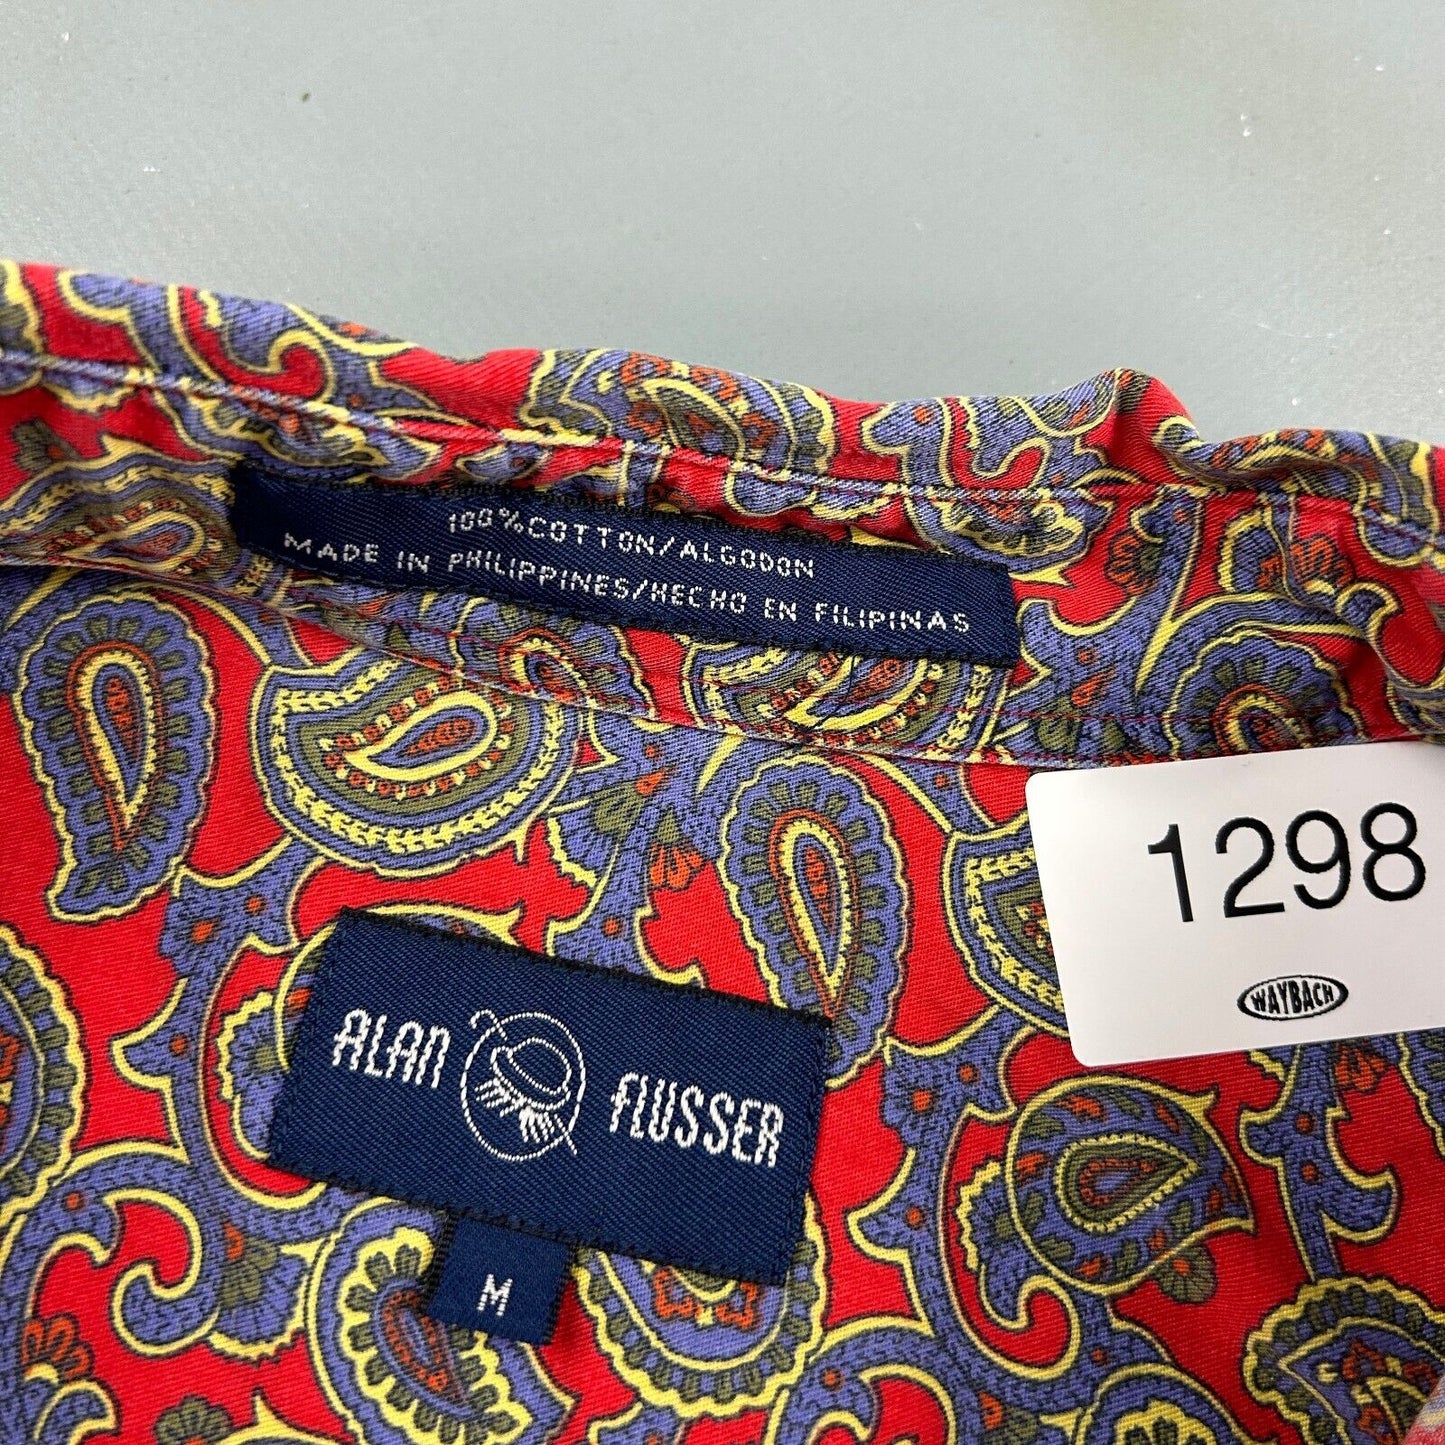 100%COTTON/ALGODON
MADE IN PHILIPPINES/HECHO EN FILIPINAS
1298
WAYBACH
ALAN FLUSSER
M